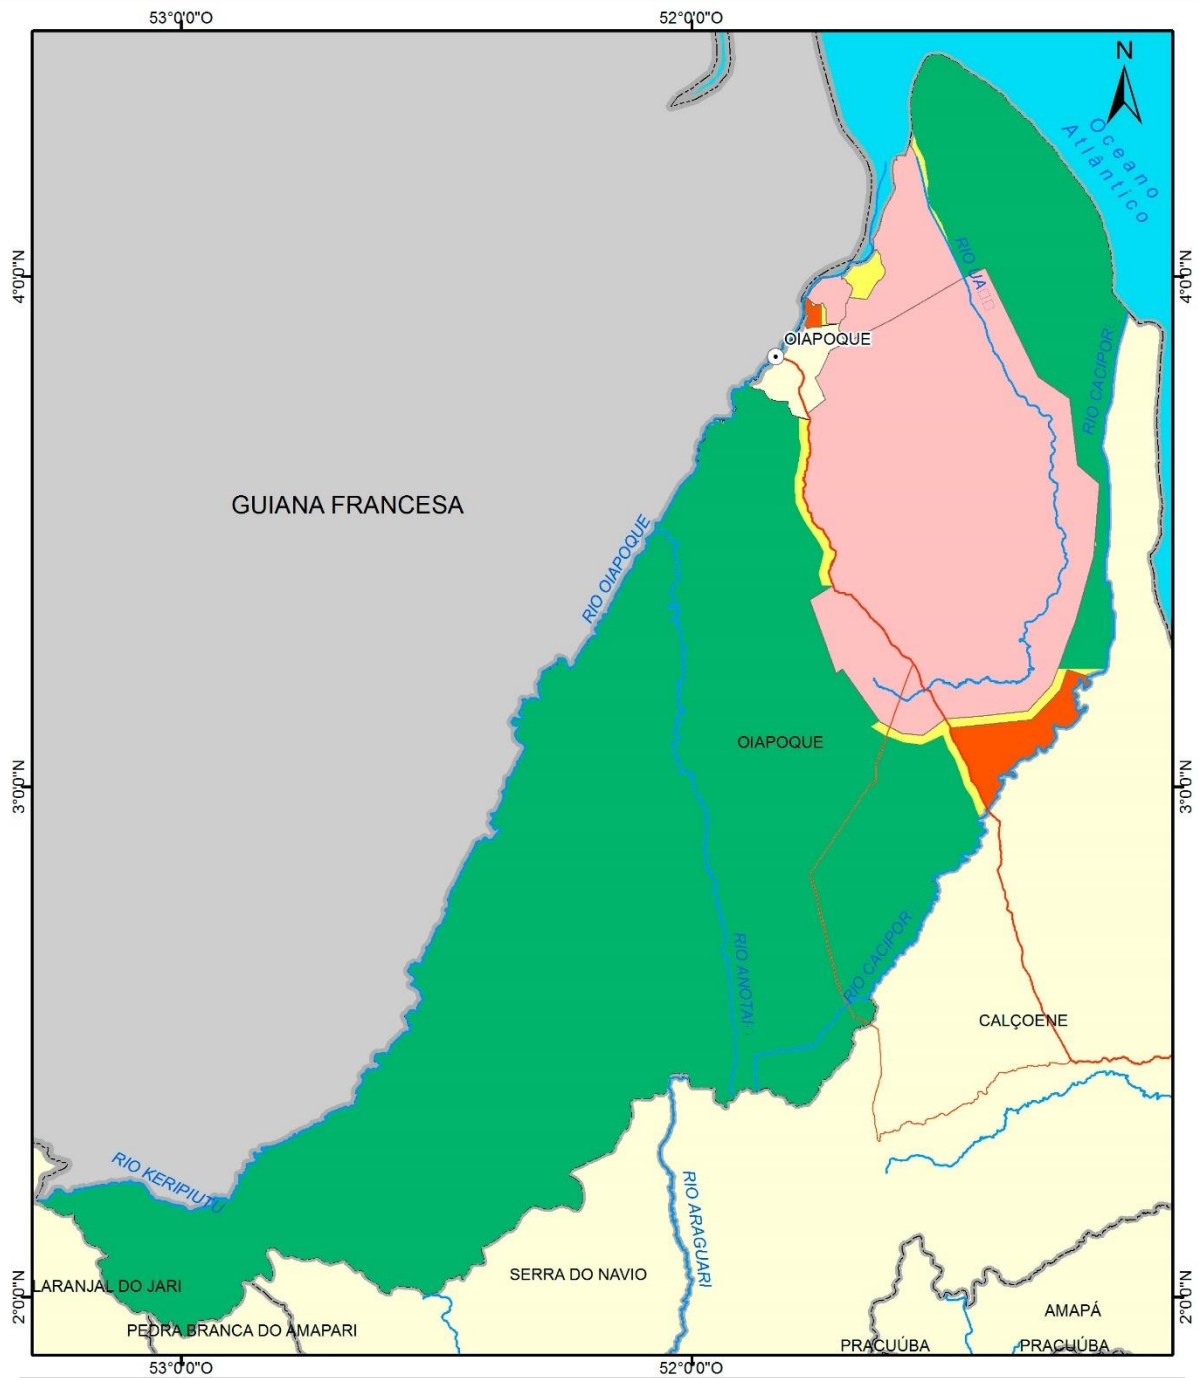 53°0'0"O
52°0'0"O
N
Oceano
Atlântico
4°0'0"N
4°0'0"N
RIO UA□□
OIAPOQUE
RIO CACIPOR□
GUIANA FRANCESA
RIO OIAPOQUE
OIAPOQUE
3°0'0"N
3°0'0"N
RIO ANOTAI□
RIO CACIPOR□
CALÇOENE
RIO KERIPIUTU
RIO ARAGUARI
SERRA DO NAVIO
LARANJAL DO JARI
2°0'0"N
2°0'0"N
AMAPÁ
PEDRA BRANCA DO AMAPARI
PRACUÚBA
PRACUÚBA
53°0'0"O
52°0'0"O